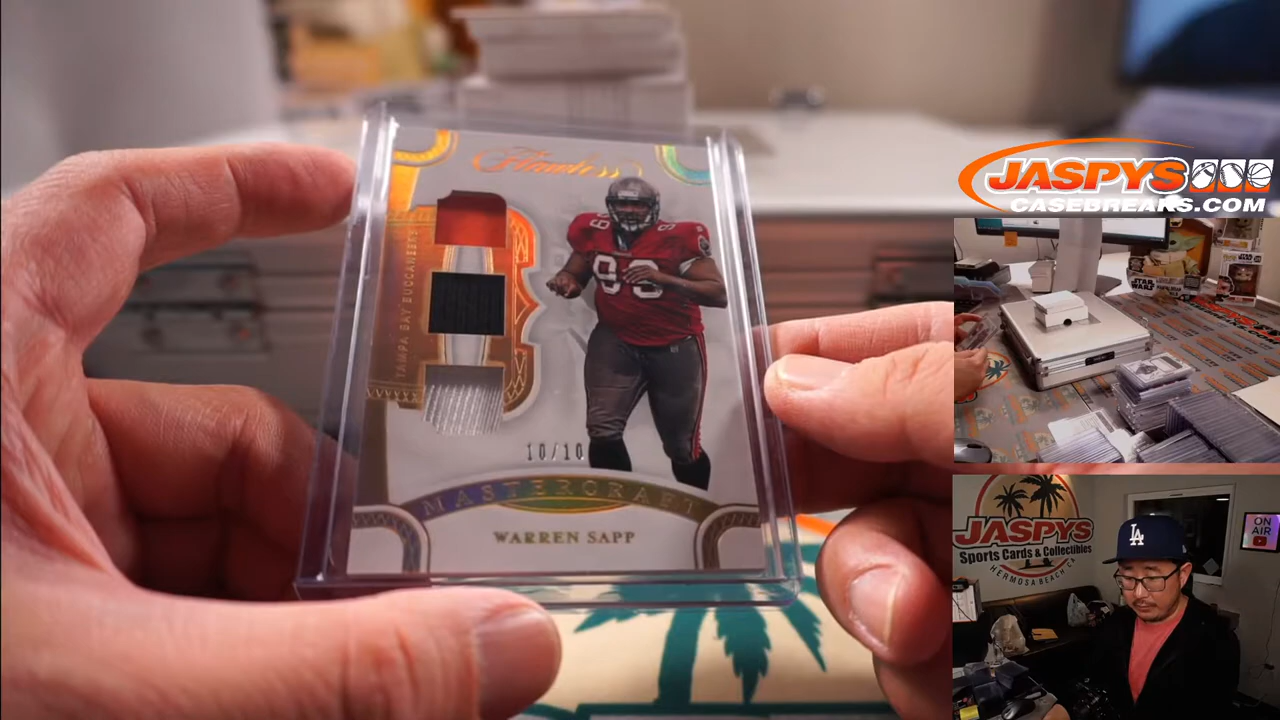 Flawless
TAMPA BAY BUCCANEERS
93
10/10
MASTERCRAFT
WARREN SAPP
JASPYS
CASEBREAKS.COM
STAR WARS
JASPYS
Sports Cards & Collectibles
HERMOSA BEACH CA
LA
ON AIR